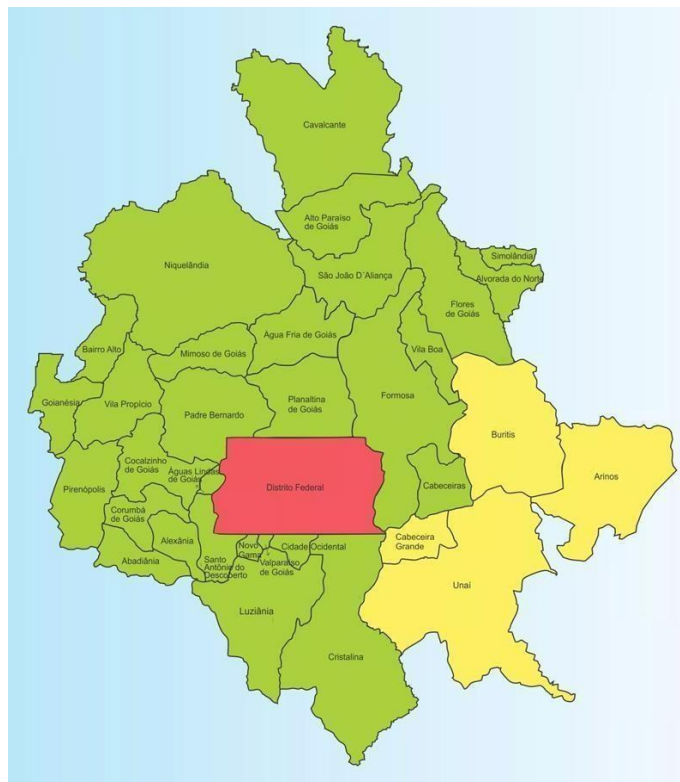 Cavalcante
Alto Paraíso
de Goiás
Niquelândia
São João D´Aliança
Simolândia
Alvorada do Norte
Flores
de Goiás
Água Fria de Goiás
Bairro Alto
Mimoso de Goiás
Vila Boa
Goianésia
Vila Propício
Padre Bernardo
Planaltina
de Goiás
Formosa
Buritis
Cocalzinho
de Goiás
Águas Lindas
de Goiás
Pirenópolis
Distrito Federal
Cabeceiras
Arinos
Corumbá
de Goiás
Alexânia
Abadiânia
Santo
Antônio do
Descoberto
Novo
Gama
Cidade Ocidental
Valparaíso
de Goiás
Cabeceira
Grande
Unaí
Luziânia
Cristalina